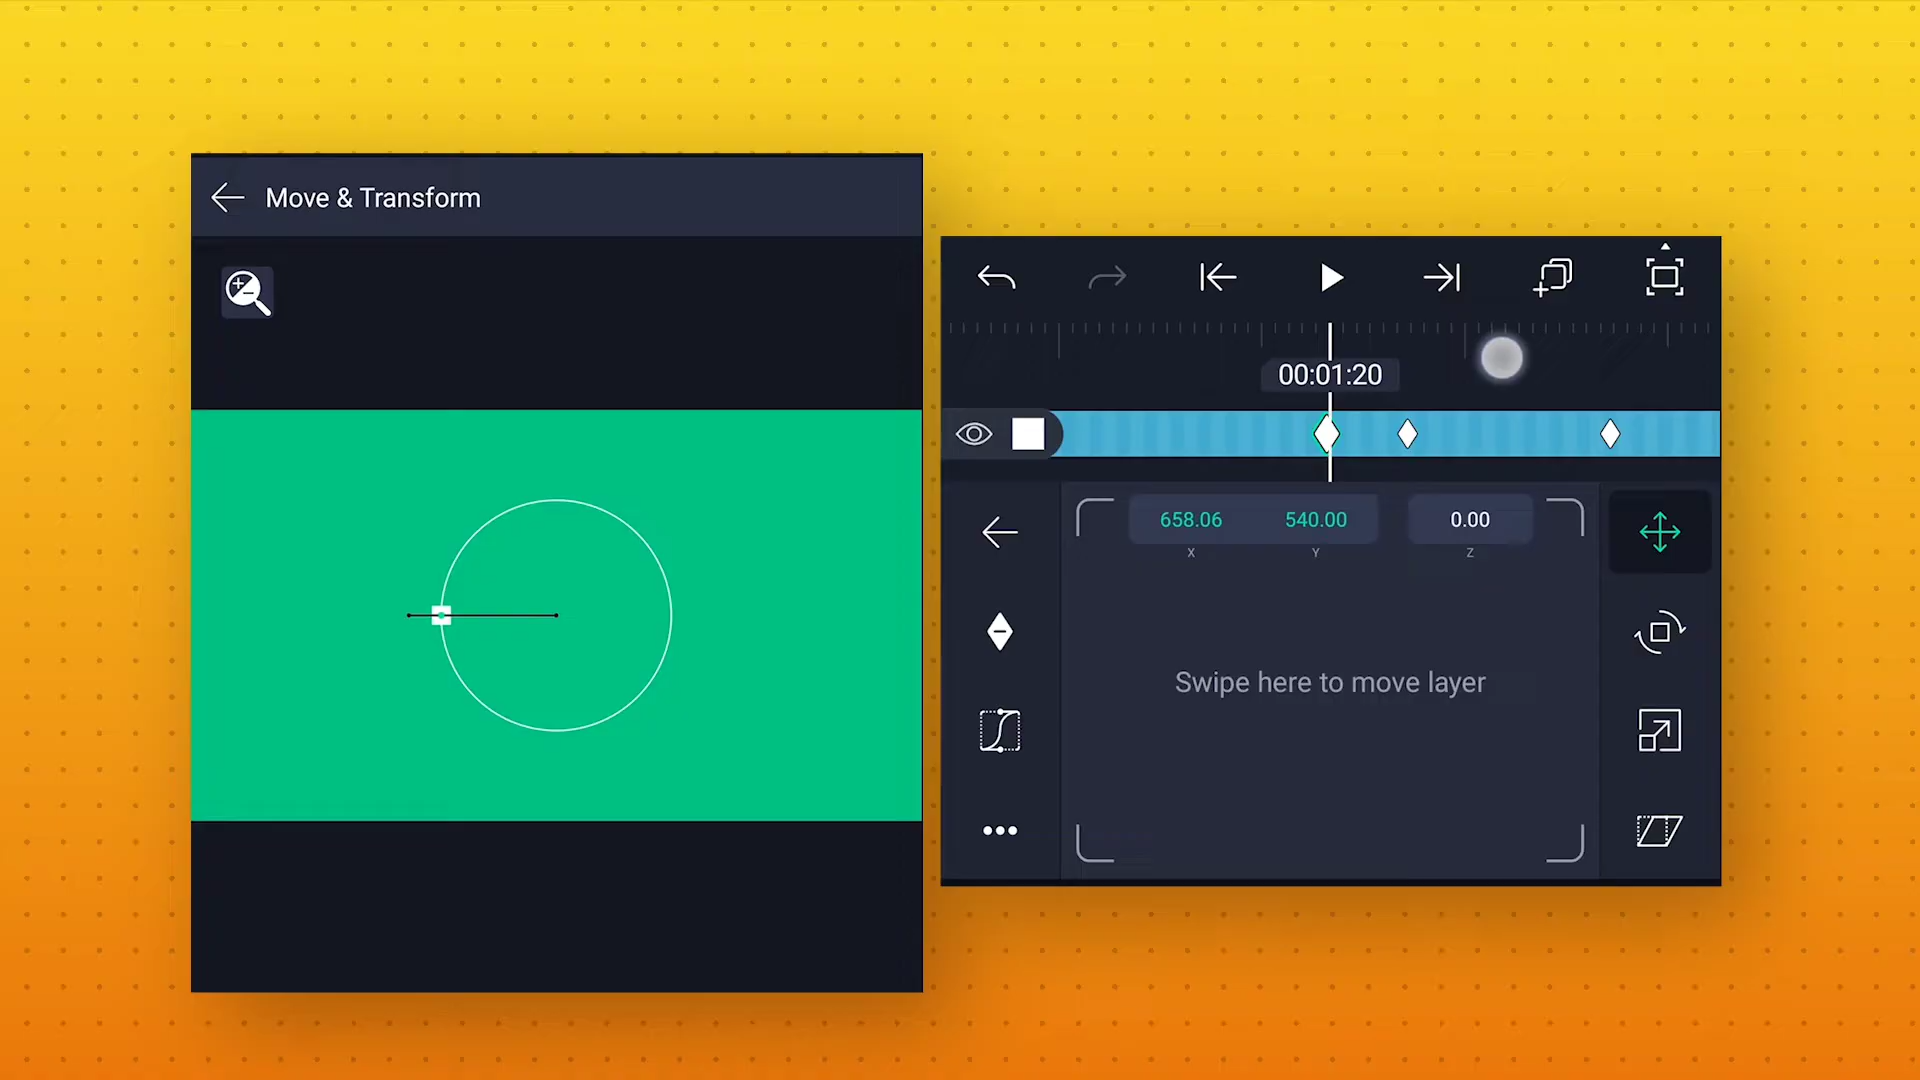 Move & Transform
00:01:20
658.06 540.00 0.00
X Y Z
Swipe here to move layer